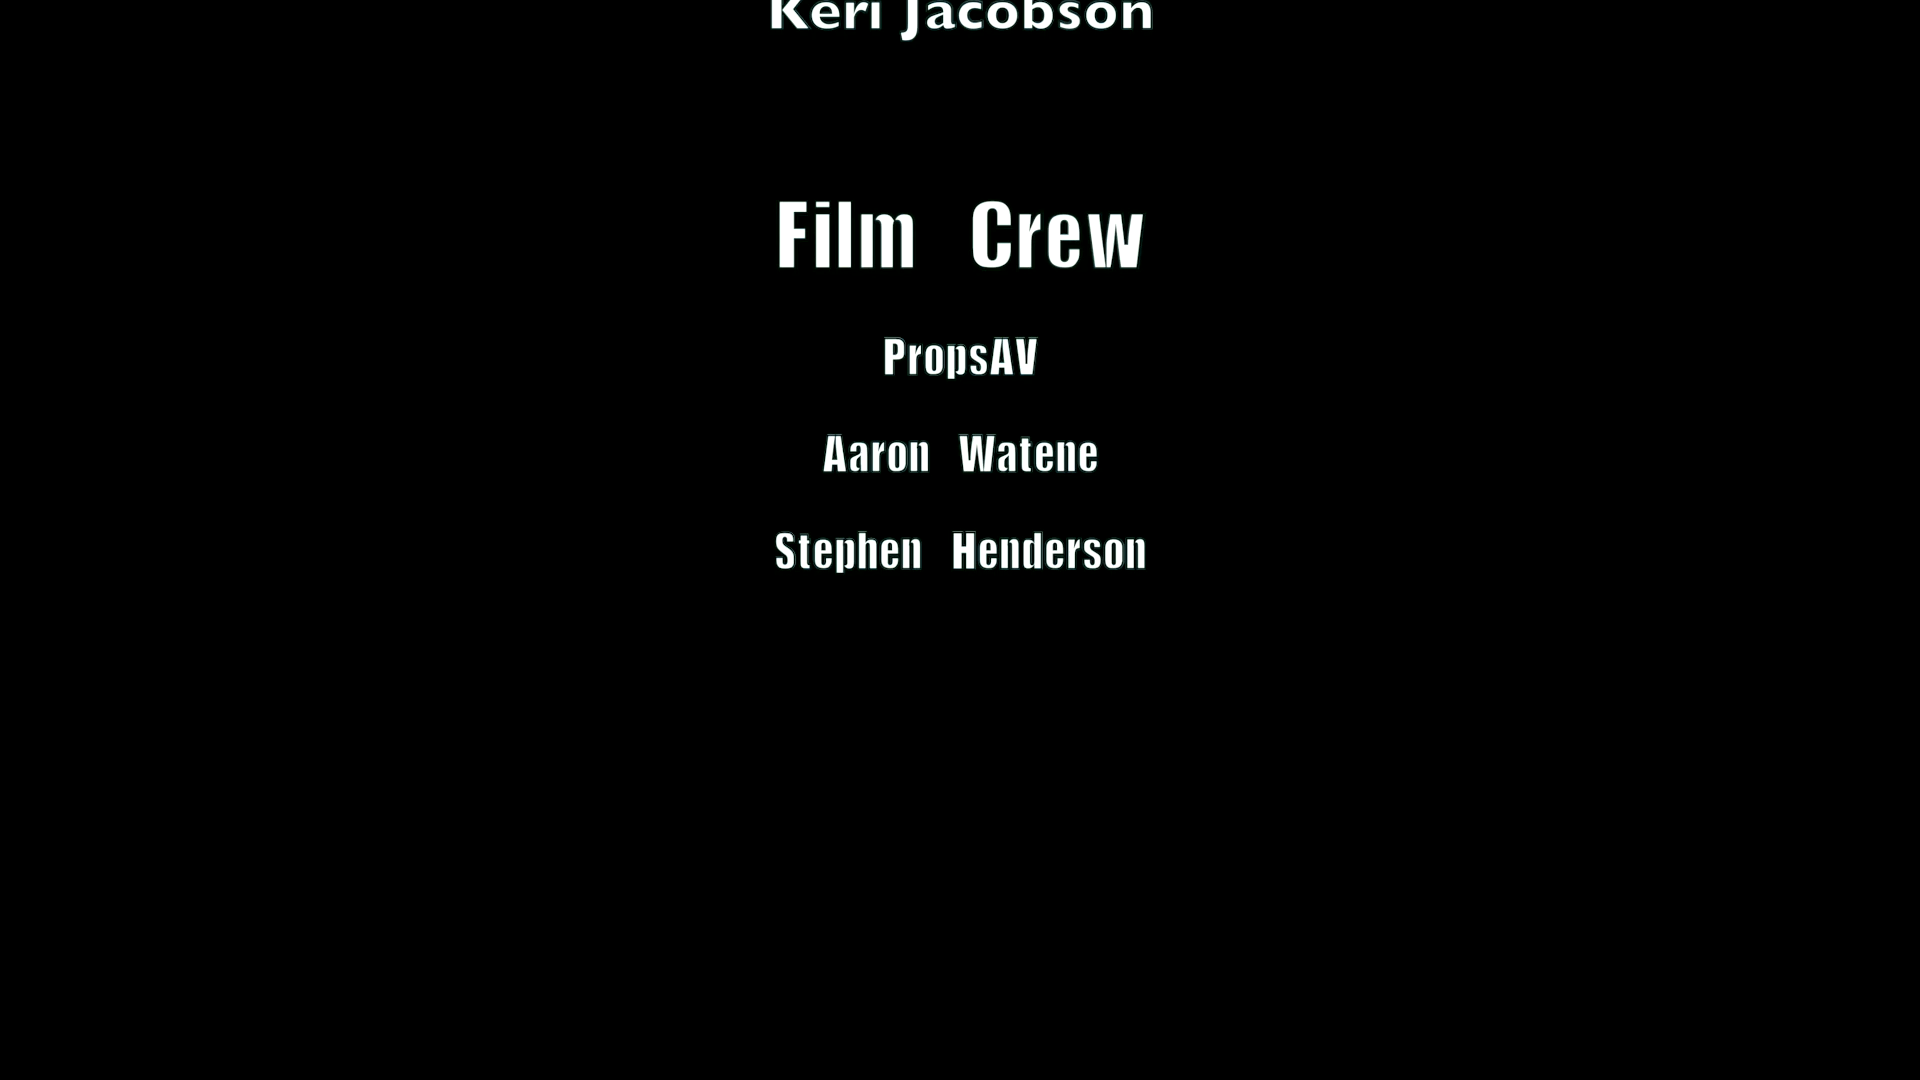 Keri Jacobson
Film Crew
PropsAV
Aaron Watene
Stephen Henderson